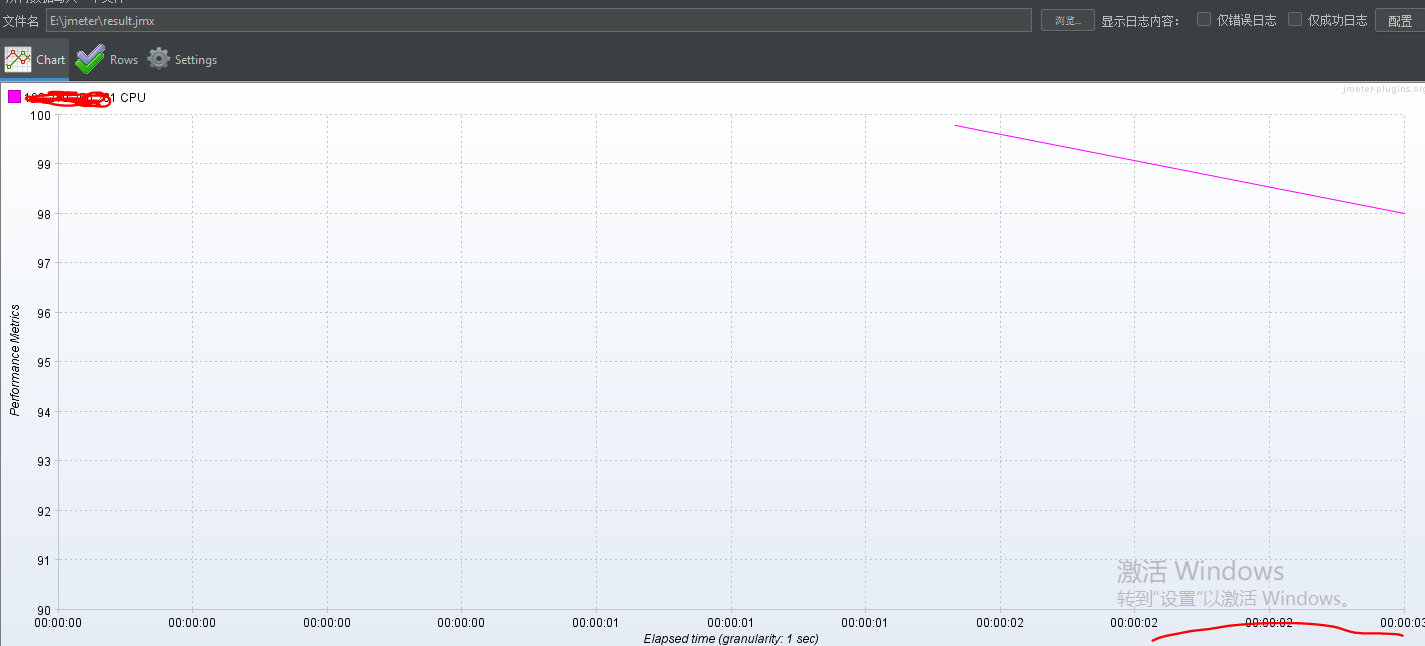 文件名 E:\jmeter\result.jmx 浏览... 显示日志内容： 仅错误日志 仅成功日志 配置
Chart Rows Settings
CPU
jmeter-plugins.org
100
99
98
97
96
95
94
93
92
91
90
Performance Metrics
激活 Windows
转到“设置”以激活 Windows。
00:00:00 00:00:00 00:00:00 00:00:00 00:00:01 00:00:01 00:00:01 00:00:02 00:00:02 00:00:02 00:00:03
Elapsed time (granularity: 1 sec)